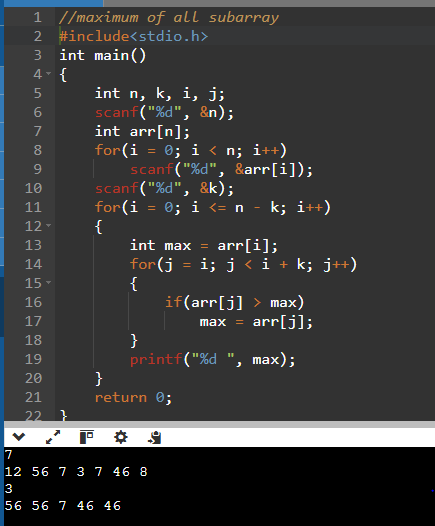 1 //maximum of all subarray
2 #include<stdio.h>
3 int main()
4 {
5 int n, k, i, j;
6 scanf("%d", &n);
7 int arr[n];
8 for(i = 0; i < n; i++)
9 scanf("%d", &arr[i]);
10 scanf("%d", &k);
11 for(i = 0; i <= n - k; i++)
12 {
13 int max = arr[i];
14 for(j = i; j < i + k; j++)
15 {
16 if(arr[j] > max)
17 max = arr[j];
18 }
19 printf("%d ", max);
20 }
21 return 0;
22 }
7
12 56 7 3 7 46 8
3
56 56 7 46 46